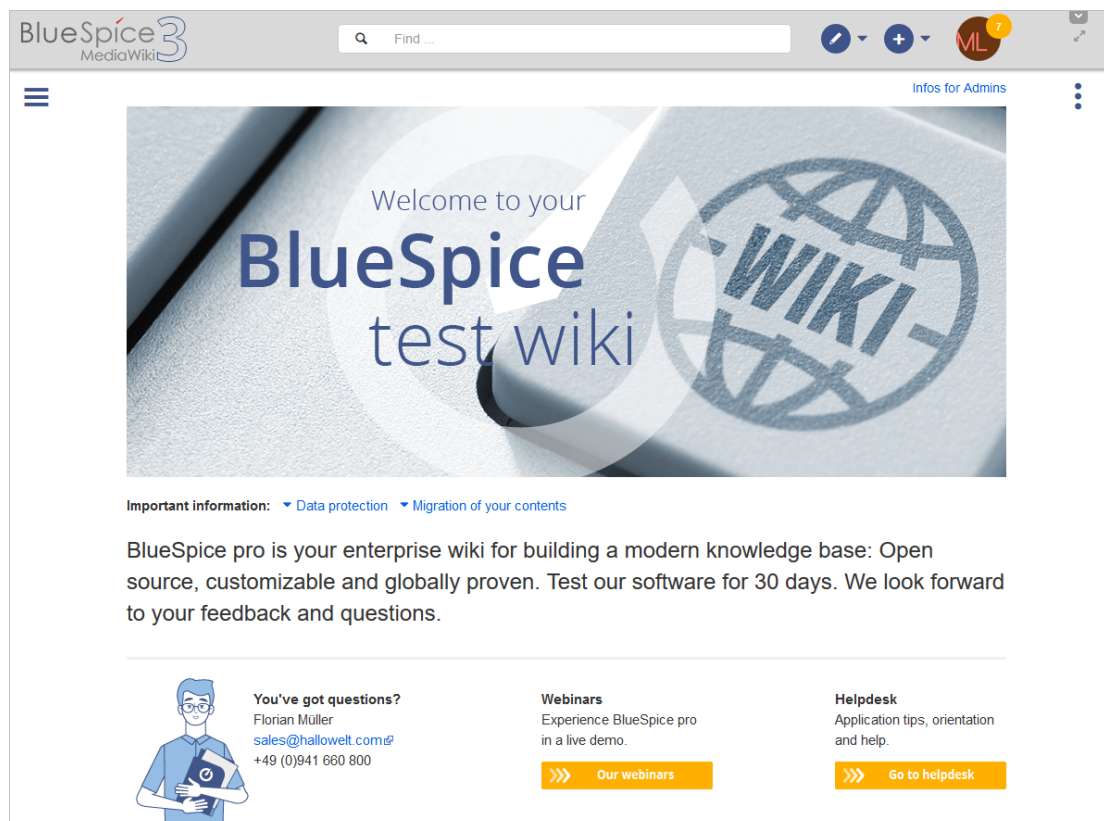 BlueSpice 3
MediaWiki
Find ...
ML
7
Infos for Admins
Welcome to your
BlueSpice
test wiki
WIKI
Important information: Data protection Migration of your contents
BlueSpice pro is your enterprise wiki for building a modern knowledge base: Open
source, customizable and globally proven. Test our software for 30 days. We look forward
to your feedback and questions.
You've got questions?
Florian Müller
sales@hallowelt.com
+49 (0)941 660 800
Webinars
Experience BlueSpice pro
in a live demo.
Our webinars
Helpdesk
Application tips, orientation
and help.
Go to helpdesk